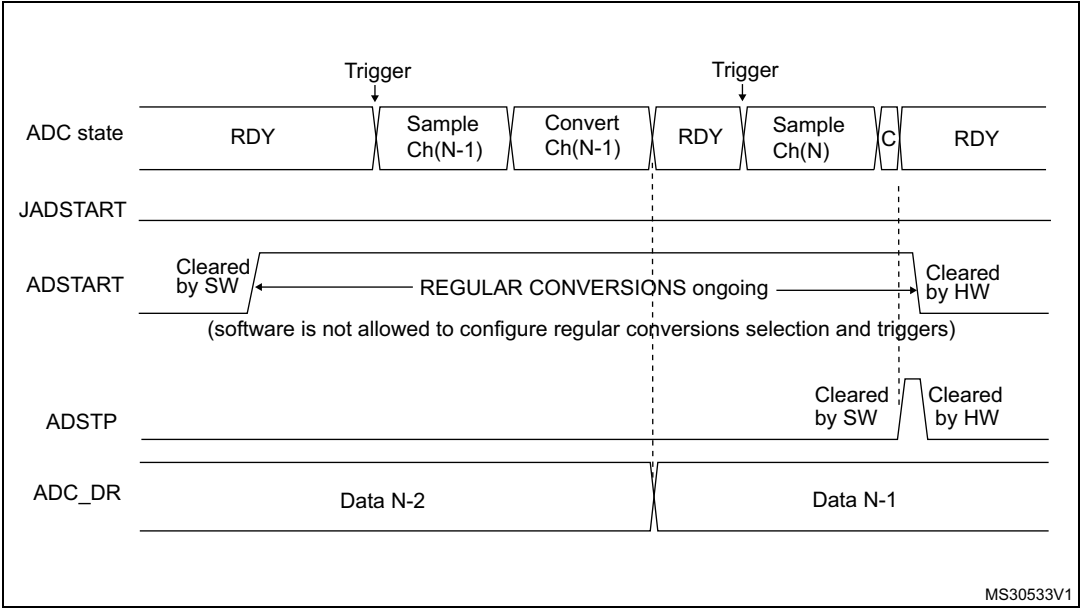 Trigger
Trigger
ADC state
RDY
Sample
Ch(N-1)
Convert
Ch(N-1)
RDY
Sample
Ch(N)
C
RDY
JADSTART
ADSTART
Cleared
by SW
REGULAR CONVERSIONS ongoing
Cleared
by HW
(software is not allowed to configure regular conversions selection and triggers)
ADSTP
Cleared
by SW
Cleared
by HW
ADC_DR
Data N-2
Data N-1
MS30533V1